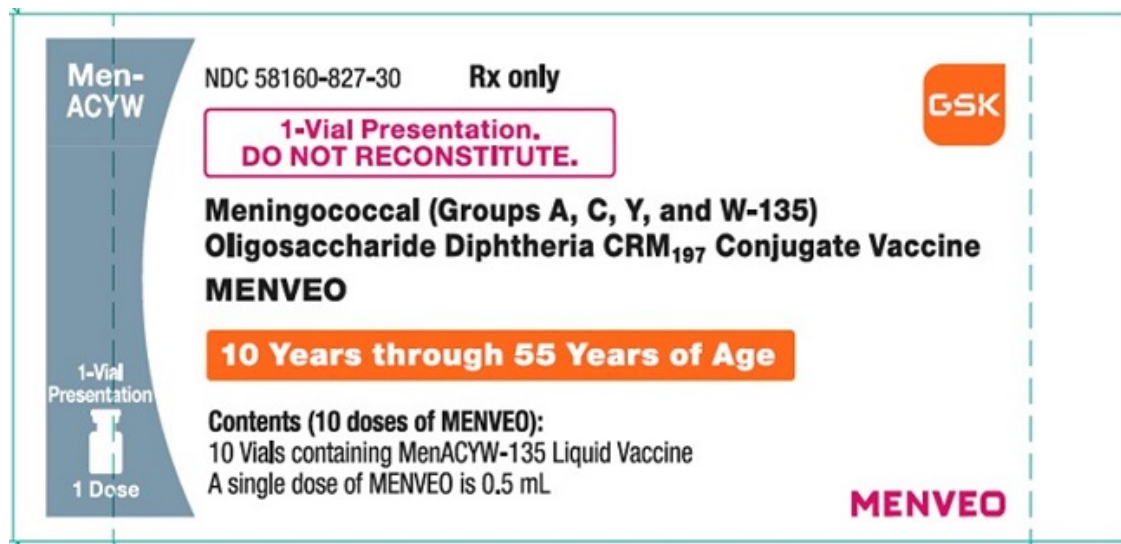 Men-
ACYW
NDC 58160-827-30 Rx only
GSK
1-Vial Presentation.
DO NOT RECONSTITUTE.
Meningococcal (Groups A, C, Y, and W-135)
Oligosaccharide Diphtheria CRM₁₉₇ Conjugate Vaccine
MENVEO
10 Years through 55 Years of Age
1-Vial
Presentation
1 Dose
Contents (10 doses of MENVEO):
10 Vials containing MenACYW-135 Liquid Vaccine
A single dose of MENVEO is 0.5 mL
MENVEO